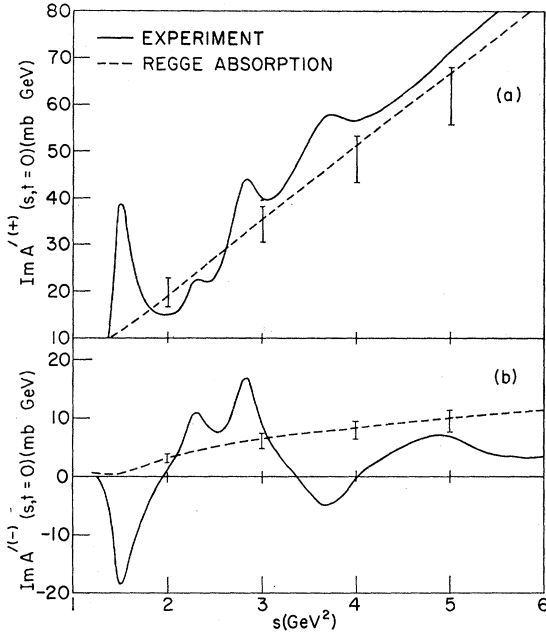 80
70
60
50
40
30
20
10
Im A′(+) (s,t=0)(mb GeV)
EXPERIMENT
REGGE ABSORPTION
(a)
20
10
0
-10
-20
Im A′(-) (s,t=0)(mb GeV)
(b)
1 2 3 4 5 6
s(GeV²)